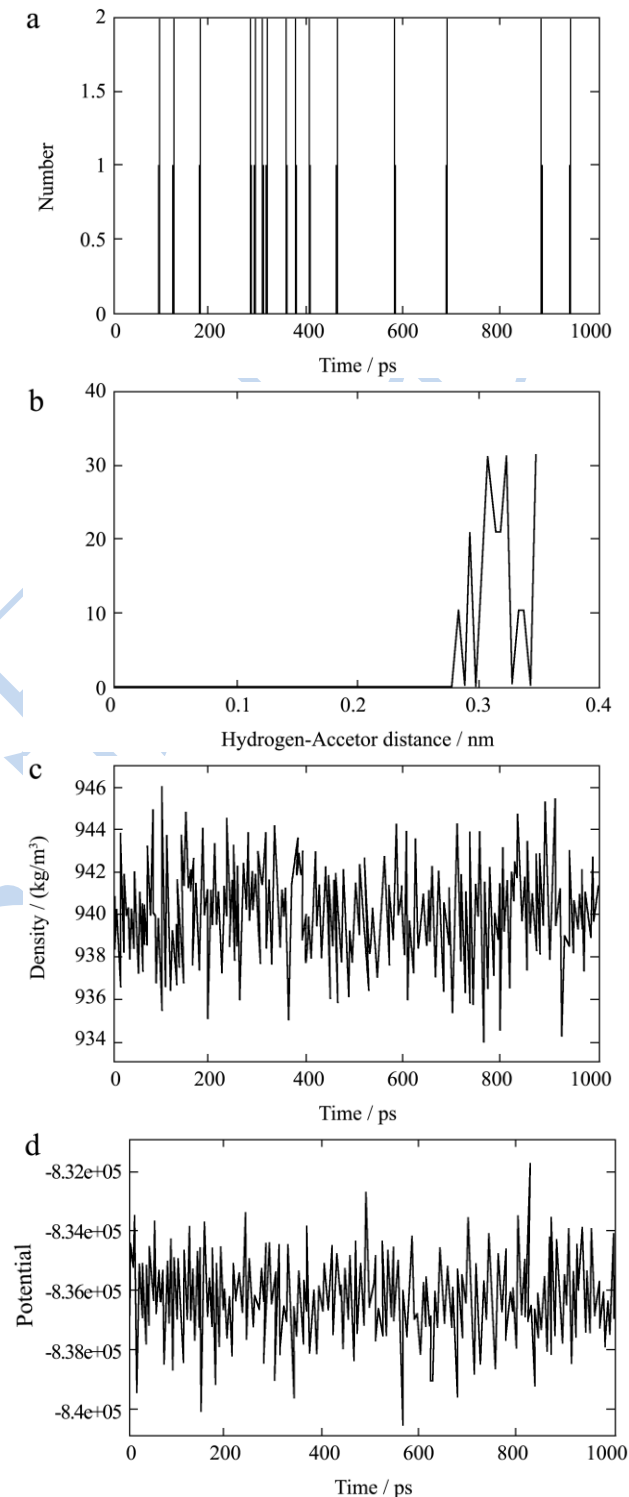 a
2
1.5
1
0.5
0
Number
0 200 400 600 800 1000
Time / ps
b
40
30
20
10
0
0 0.1 0.2 0.3 0.4
Hydrogen-Accetor distance / nm
c
946
944
942
940
938
936
934
Density / (kg/m³)
0 200 400 600 800 1000
Time / ps
d
-8.32e+05
-8.34e+05
-8.36e+05
-8.38e+05
-8.4e+05
Potential
0 200 400 600 800 1000
Time / ps